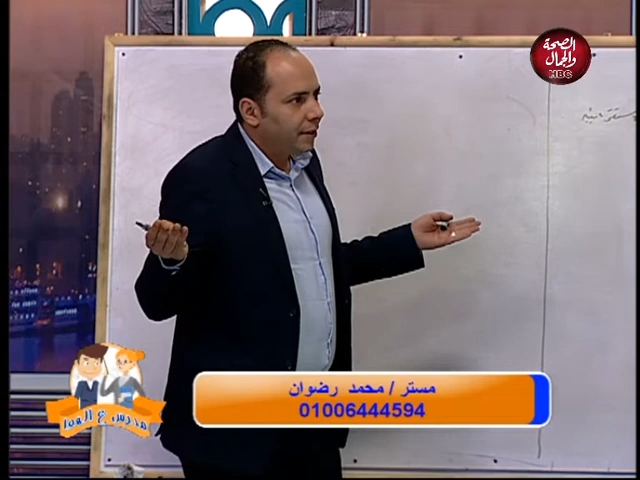 الصحة
والجمال
HBC
مستر / محمد رضوان
01006444594
مدرس ع الهوا